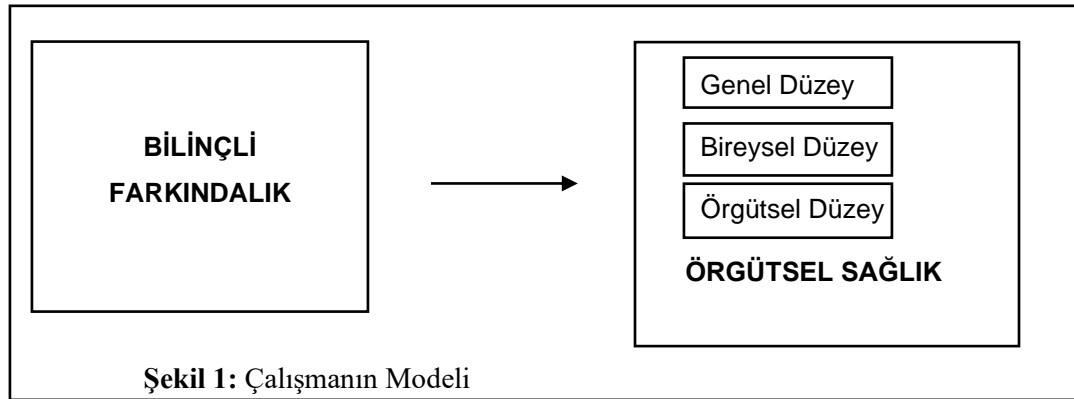 BİLİNÇLİ
FARKINDALIK
Genel Düzey
Bireysel Düzey
Örgütsel Düzey
ÖRGÜTSEL SAĞLIK
Şekil 1: Çalışmanın Modeli